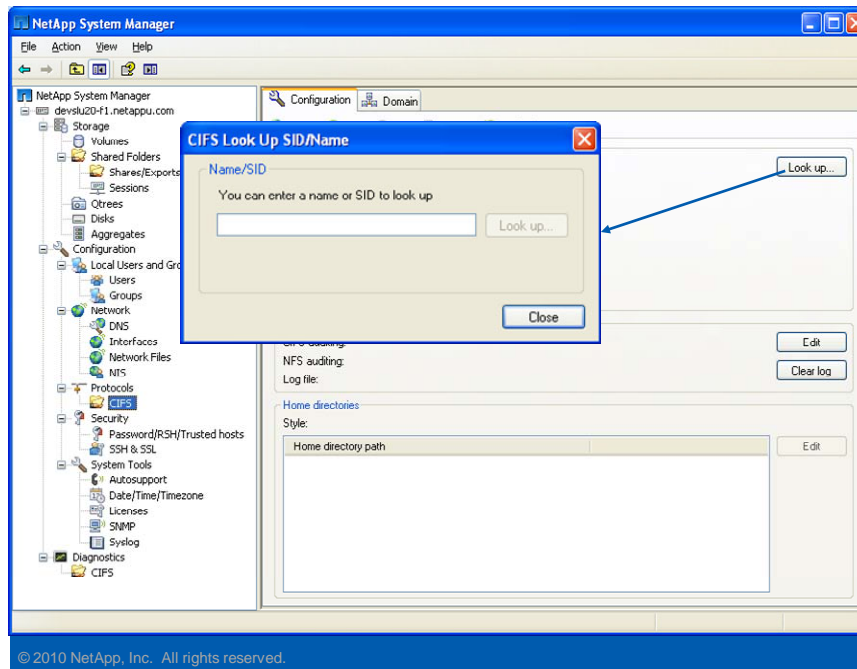 NetApp System Manager
File Action View Help
NetApp System Manager
devslu20-f1.netappu.com
Storage
Volumes
Shared Folders
Shares/Exports
Sessions
Qtrees
Disks
Aggregates
Configuration
Local Users and Gro
Users
Groups
Network
DNS
Interfaces
Network Files
NIS
Protocols
CIFS
Security
Password/RSH/Trusted hosts
SSH & SSL
System Tools
Autosupport
Date/Time/Timezone
Licenses
SNMP
Syslog
Diagnostics
CIFS
Configuration Domain
Look up...
CIFS Look Up SID/Name
Name/SID
You can enter a name or SID to look up
Look up...
Close
CIFS auditing:
NFS auditing:
Log file:
Edit
Clear log
Home directories
Style:
Home directory path
Edit
© 2010 NetApp, Inc. All rights reserved.